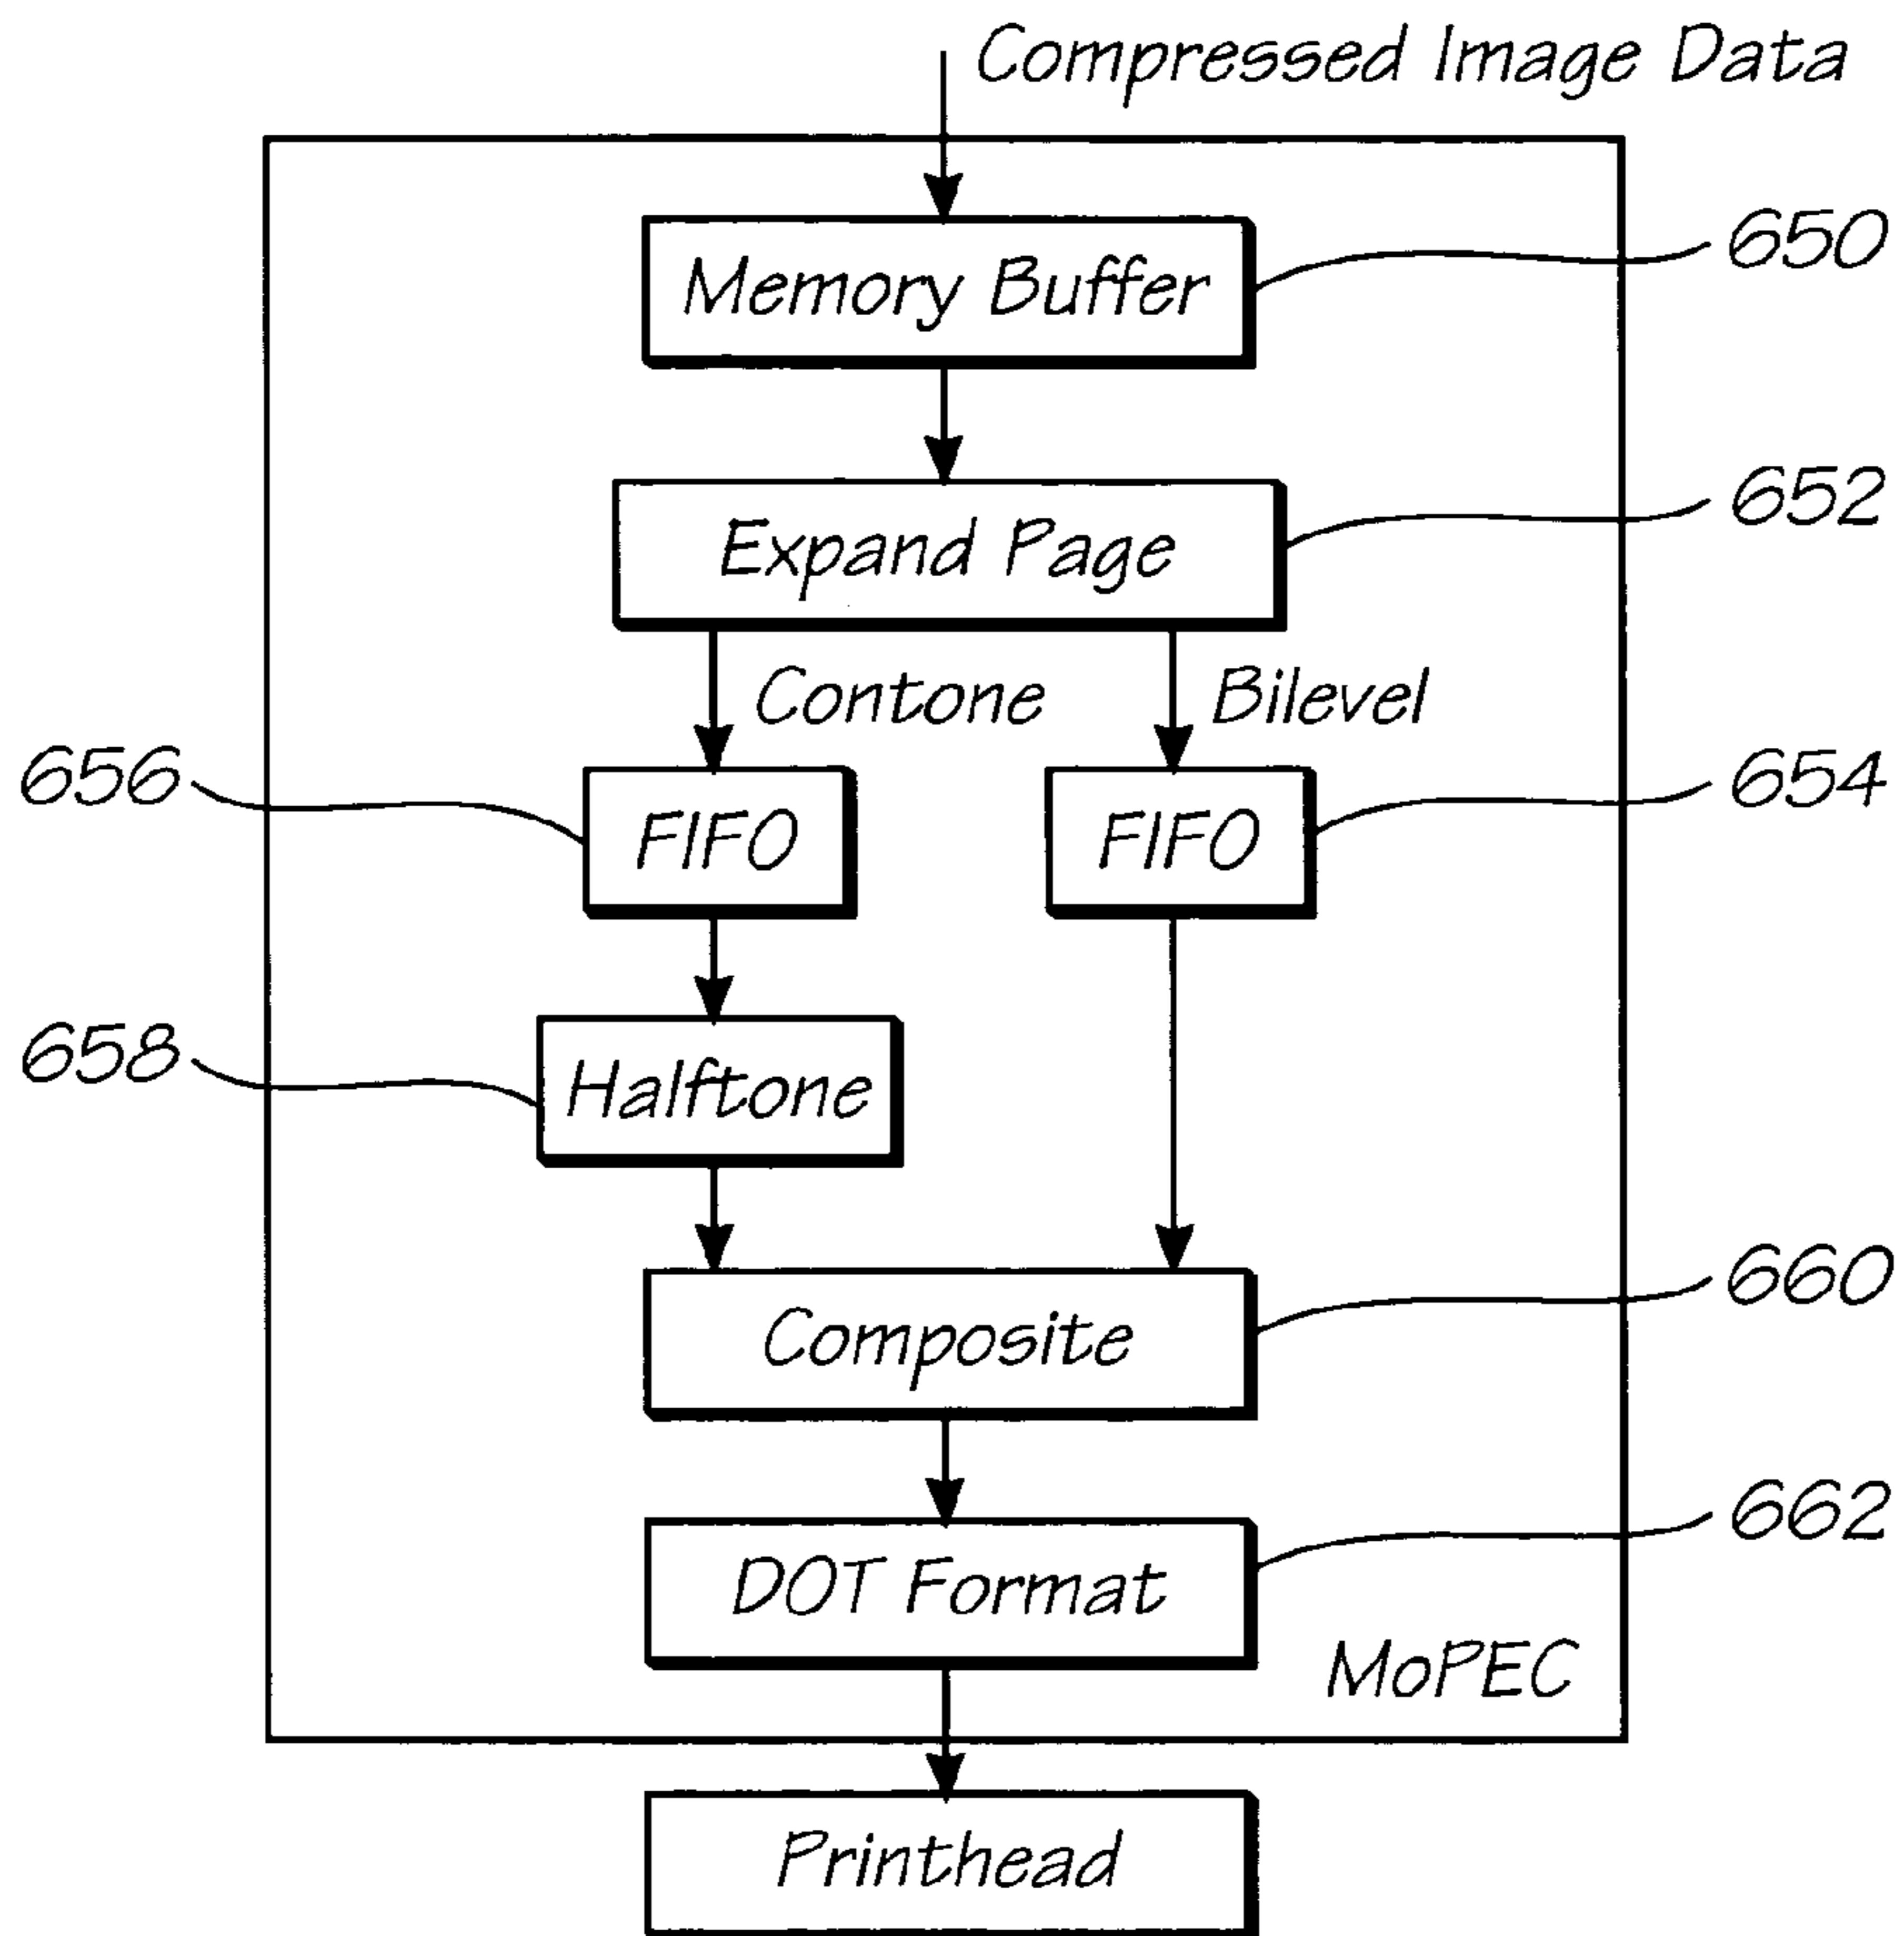 Compressed Image Data
Memory Buffer
650
Expand Page
652
Contone
Bilevel
656
FIFO
FIFO
654
658
Halftone
Composite
660
DOT Format
662
MoPEC
Printhead